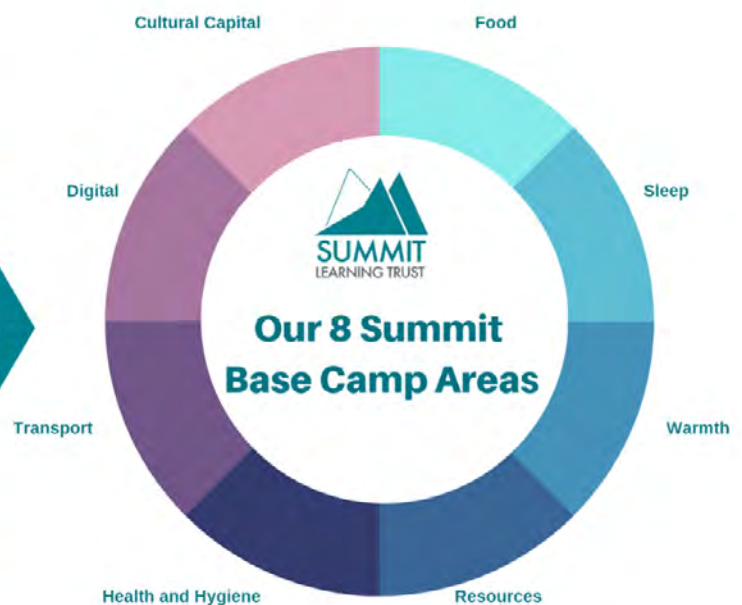 Cultural Capital
Food
Digital
Sleep
SUMMIT
LEARNING TRUST
Our 8 Summit
Base Camp Areas
Transport
Warmth
Health and Hygiene
Resources